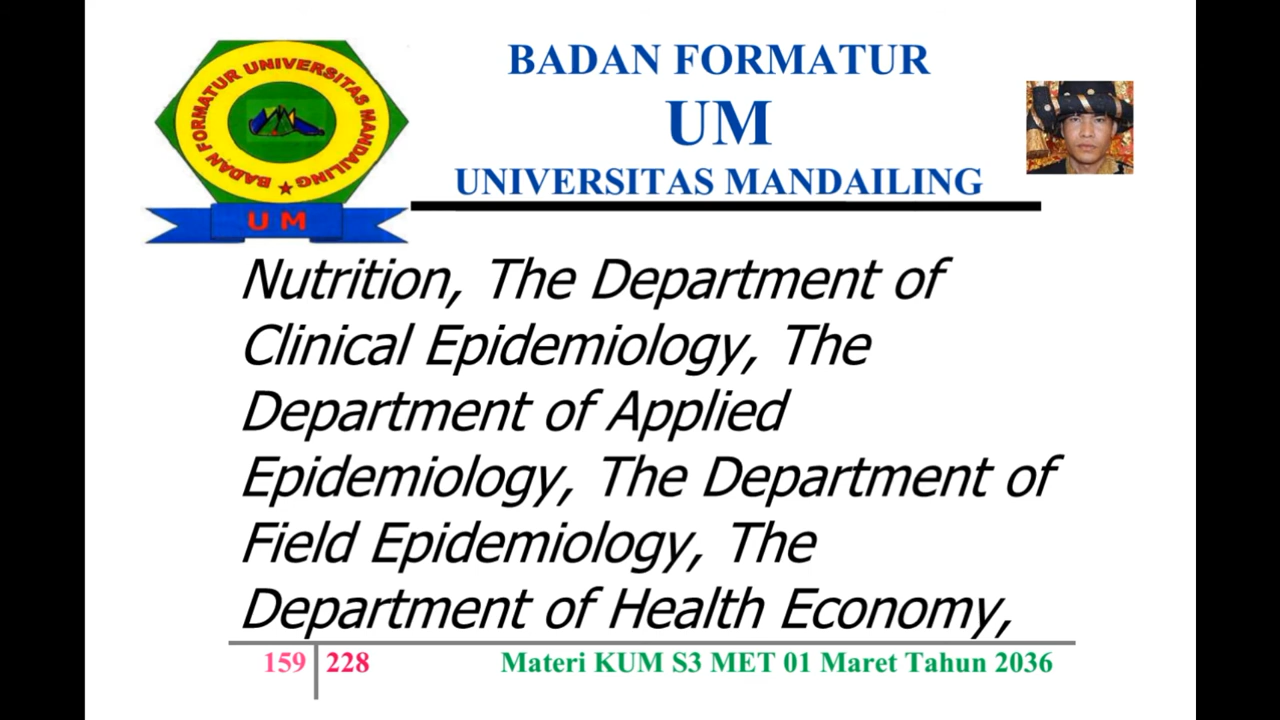 BADAN FORMATUR UNIVERSITAS MANDAILING
UM
BADAN FORMATUR
UM
UNIVERSITAS MANDAILING
Nutrition, The Department of
Clinical Epidemiology, The
Department of Applied
Epidemiology, The Department of
Field Epidemiology, The
Department of Health Economy,
159 228 Materi KUM S3 MET 01 Maret Tahun 2036